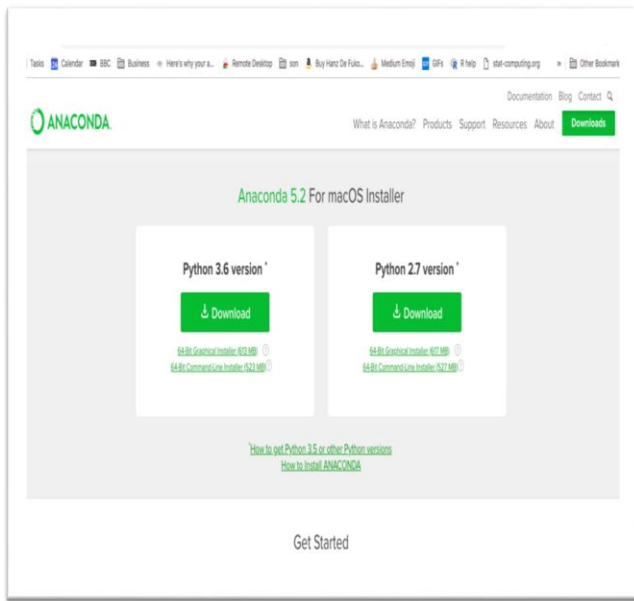 Tasks Calendar BBC Business Here's why your a... Remote Desktop son Buy Hanz De Fuko... Medium Emoji GIFs R help stat-computing.org » Other Bookmark
Documentation Blog Contact
ANACONDA What is Anaconda? Products Support Resources About Downloads
Anaconda 5.2 For macOS Installer
Python 3.6 version * Python 2.7 version *
Download Download
64-Bit Graphical Installer (613 MB) ? 64-Bit Graphical Installer (617 MB) ?
64-Bit Command-Line Installer (523 MB) ? 64-Bit Command-Line Installer (527 MB) ?
*How to get Python 3.5 or other Python versions
How to Install ANACONDA
Get Started